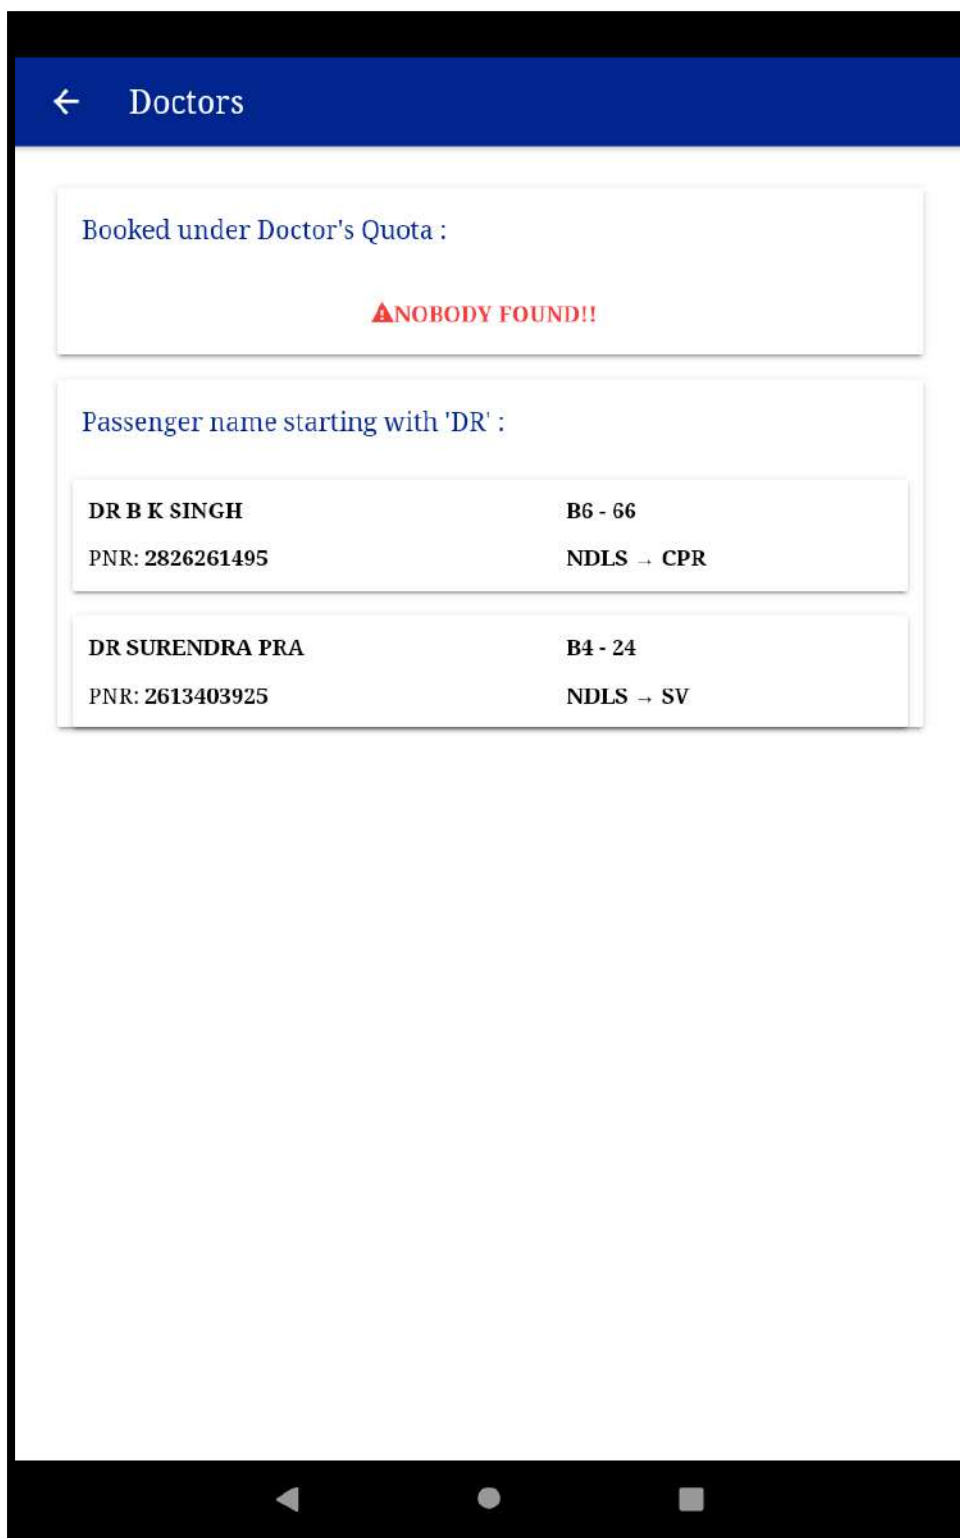 Doctors
Booked under Doctor's Quota :
NOBODY FOUND!!
Passenger name starting with 'DR' :
DR B K SINGH B6 - 66
PNR: 2826261495 NDLS → CPR
DR SURENDRA PRA B4 - 24
PNR: 2613403925 NDLS → SV